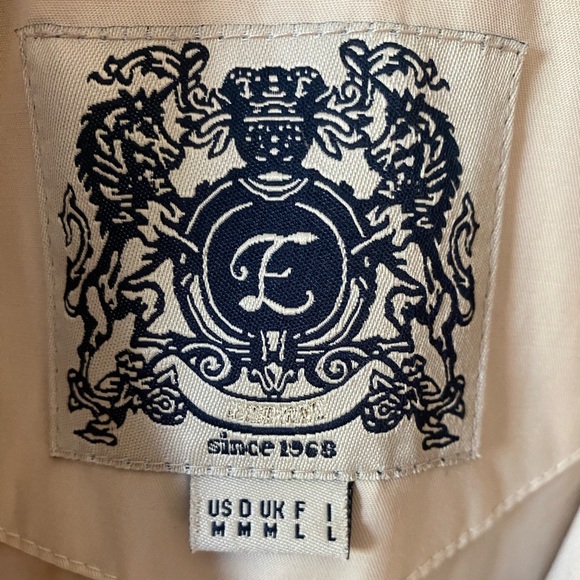 E
since 1968
US D UK F I
M M M L L